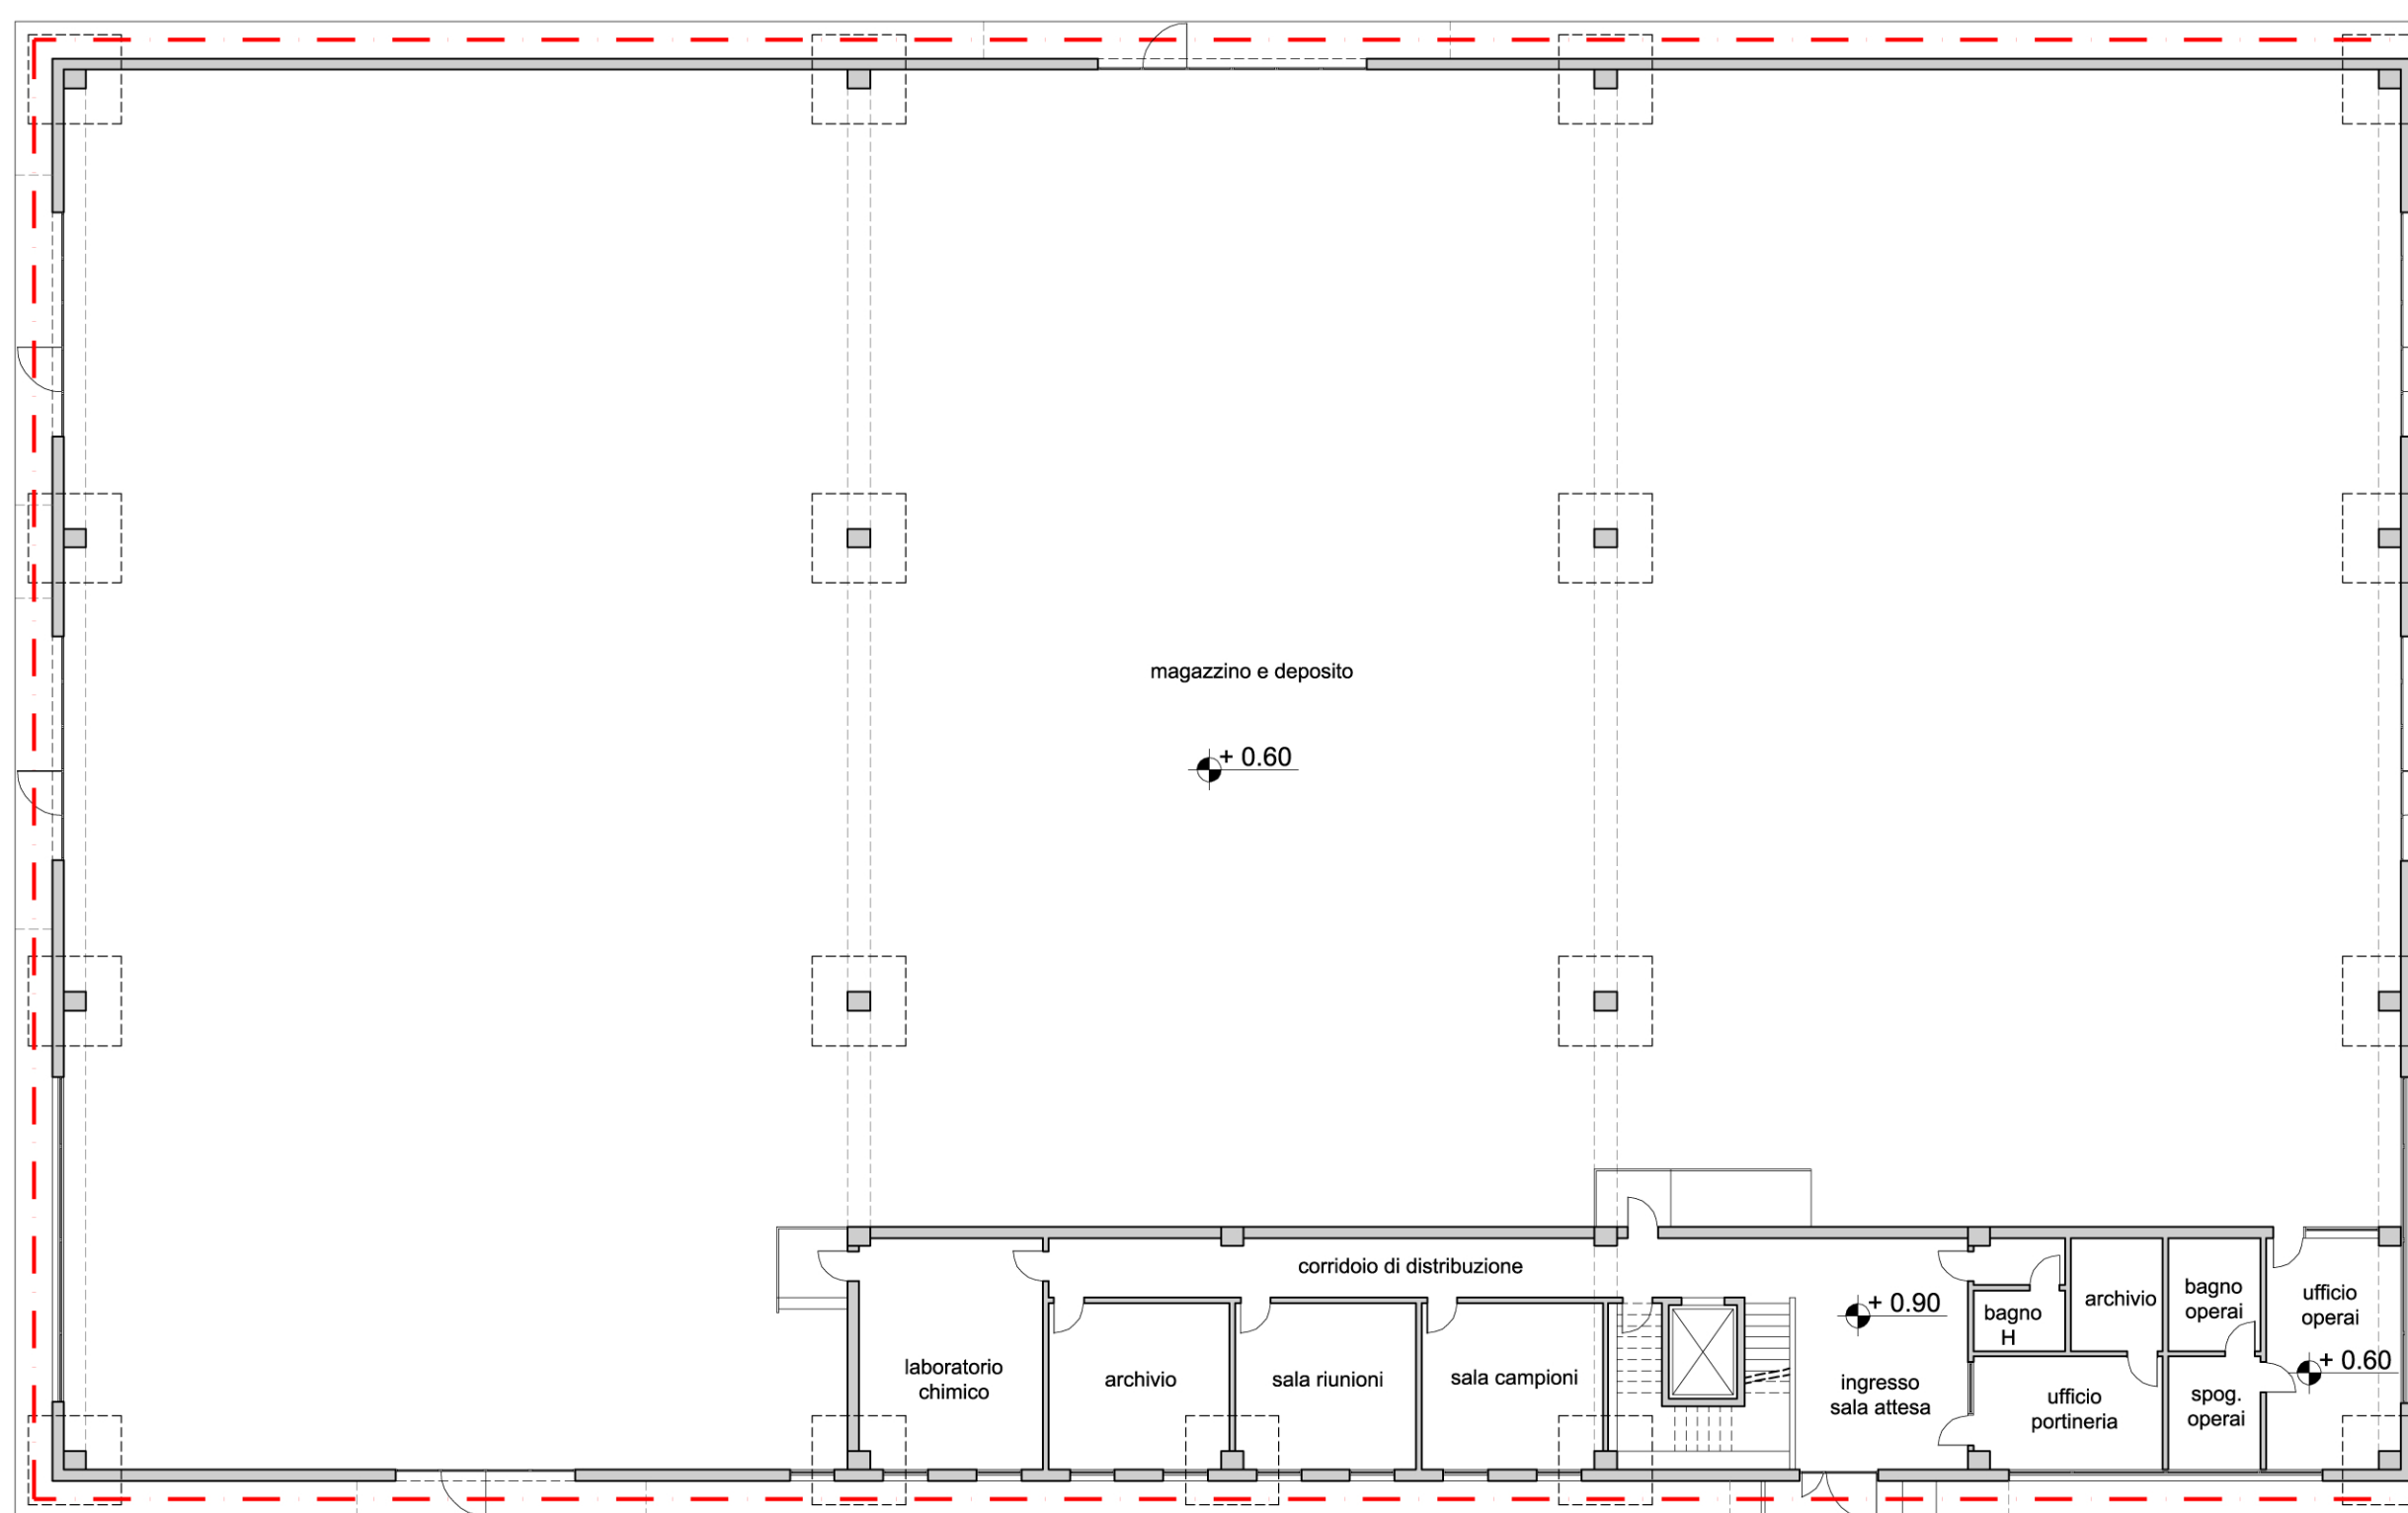 magazzino e deposito
+ 0.60
corridoio di distribuzione
laboratorio
chimico
archivio
sala riunioni
sala campioni
+ 0.90
ingresso
sala attesa
bagno
H
archivio
bagno
operai
ufficio
operai
+ 0.60
ufficio
portineria
spog.
operai